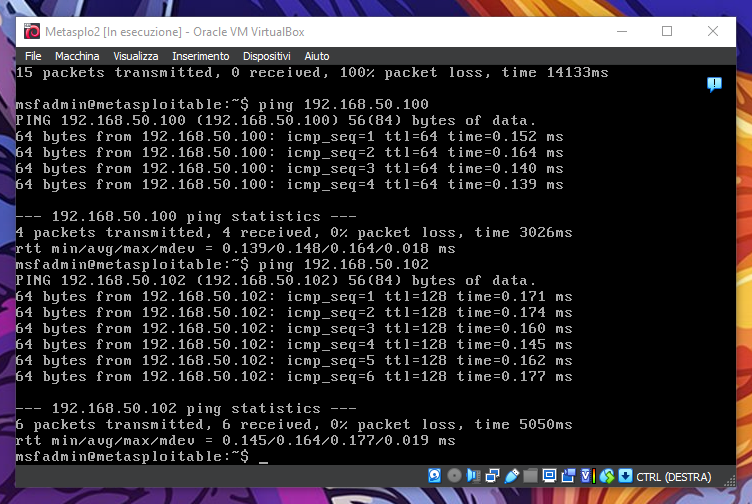 Metasplo2 [In esecuzione] - Oracle VM VirtualBox
File Macchina Visualizza Inserimento Dispositivi Aiuto
15 packets transmitted, 0 received, 100% packet loss, time 14133ms
msfadmin@metasploitable:~$ ping 192.168.50.100
PING 192.168.50.100 (192.168.50.100) 56(84) bytes of data.
64 bytes from 192.168.50.100: icmp_seq=1 ttl=64 time=0.152 ms
64 bytes from 192.168.50.100: icmp_seq=2 ttl=64 time=0.164 ms
64 bytes from 192.168.50.100: icmp_seq=3 ttl=64 time=0.140 ms
64 bytes from 192.168.50.100: icmp_seq=4 ttl=64 time=0.139 ms
--- 192.168.50.100 ping statistics ---
4 packets transmitted, 4 received, 0% packet loss, time 3026ms
rtt min/avg/max/mdev = 0.139/0.148/0.164/0.018 ms
msfadmin@metasploitable:~$ ping 192.168.50.102
PING 192.168.50.102 (192.168.50.102) 56(84) bytes of data.
64 bytes from 192.168.50.102: icmp_seq=1 ttl=128 time=0.171 ms
64 bytes from 192.168.50.102: icmp_seq=2 ttl=128 time=0.174 ms
64 bytes from 192.168.50.102: icmp_seq=3 ttl=128 time=0.160 ms
64 bytes from 192.168.50.102: icmp_seq=4 ttl=128 time=0.145 ms
64 bytes from 192.168.50.102: icmp_seq=5 ttl=128 time=0.162 ms
64 bytes from 192.168.50.102: icmp_seq=6 ttl=128 time=0.177 ms
--- 192.168.50.102 ping statistics ---
6 packets transmitted, 6 received, 0% packet loss, time 5050ms
rtt min/avg/max/mdev = 0.145/0.164/0.177/0.019 ms
msfadmin@metasploitable:~$ _
CTRL (DESTRA)